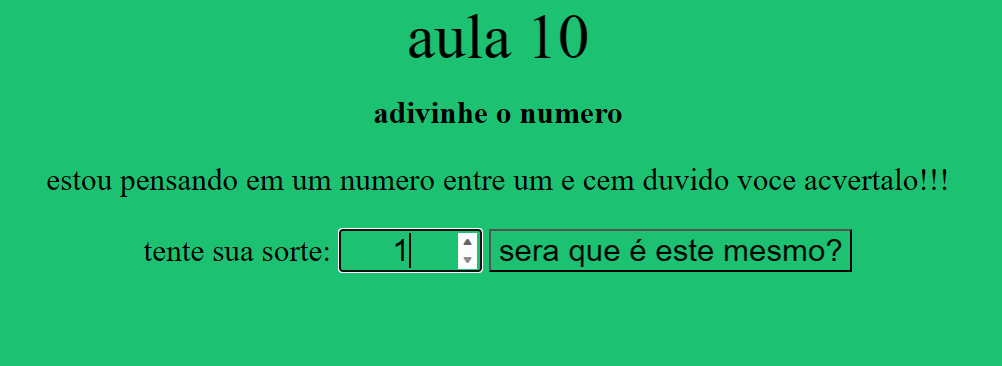 aula 10
adivinhe o numero
estou pensando em um numero entre um e cem duvido voce acvertalo!!!
tente sua sorte: 1 sera que é este mesmo?